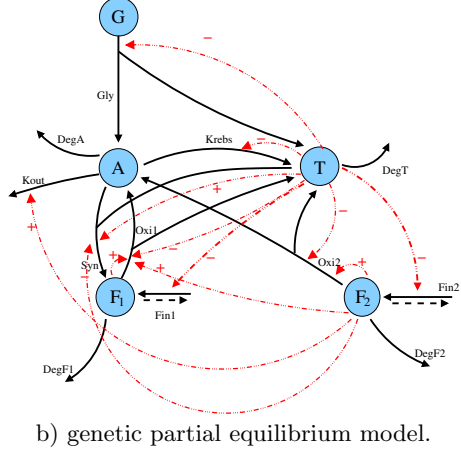 G
−
Gly
DegA
Krebs
−
DegT
A
T
Kout
+
−
−
+
Oxi1
−
Syn
+
+
−
−
Oxi2
+
−
F1
F2
Fin1
Fin2
DegF1
DegF2
b) genetic partial equilibrium model.